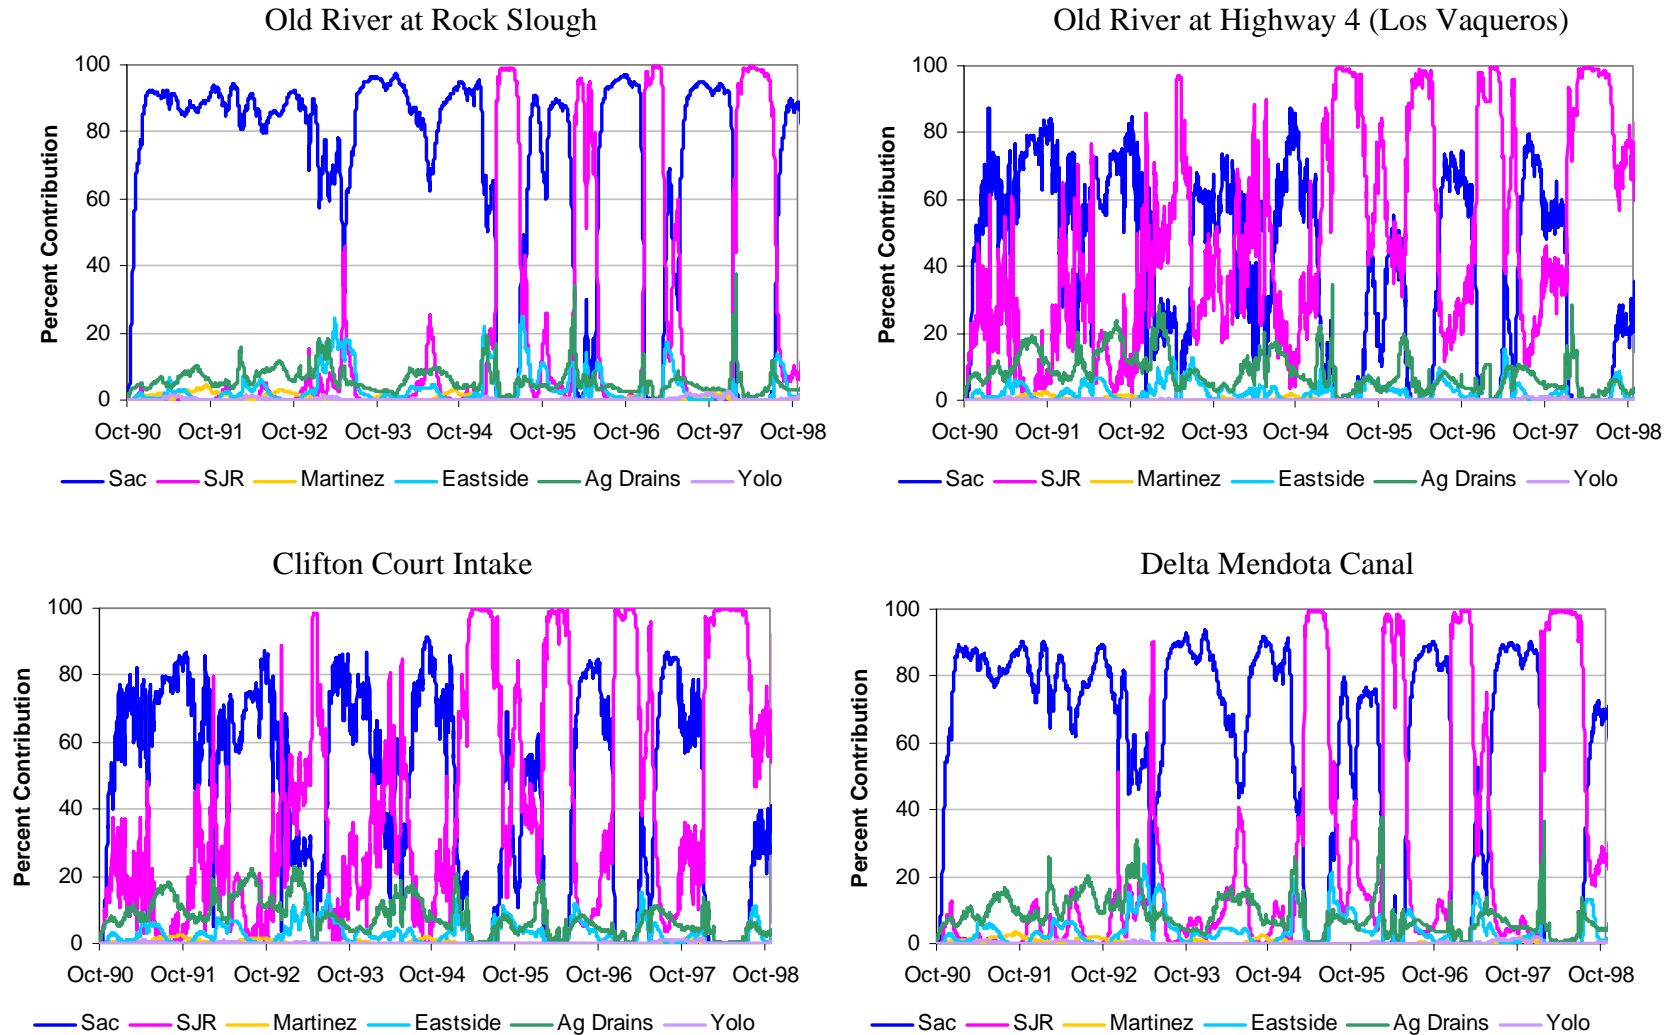 Old River at Rock Slough
Percent Contribution
100
80
60
40
20
0
Oct-90 Oct-91 Oct-92 Oct-93 Oct-94 Oct-95 Oct-96 Oct-97 Oct-98
Sac SJR Martinez Eastside Ag Drains Yolo
Old River at Highway 4 (Los Vaqueros)
Percent Contribution
100
80
60
40
20
0
Oct-90 Oct-91 Oct-92 Oct-93 Oct-94 Oct-95 Oct-96 Oct-97 Oct-98
Sac SJR Martinez Eastside Ag Drains Yolo
Clifton Court Intake
Percent Contribution
100
80
60
40
20
0
Oct-90 Oct-91 Oct-92 Oct-93 Oct-94 Oct-95 Oct-96 Oct-97 Oct-98
Sac SJR Martinez Eastside Ag Drains Yolo
Delta Mendota Canal
Percent Contribution
100
80
60
40
20
0
Oct-90 Oct-91 Oct-92 Oct-93 Oct-94 Oct-95 Oct-96 Oct-97 Oct-98
Sac SJR Martinez Eastside Ag Drains Yolo